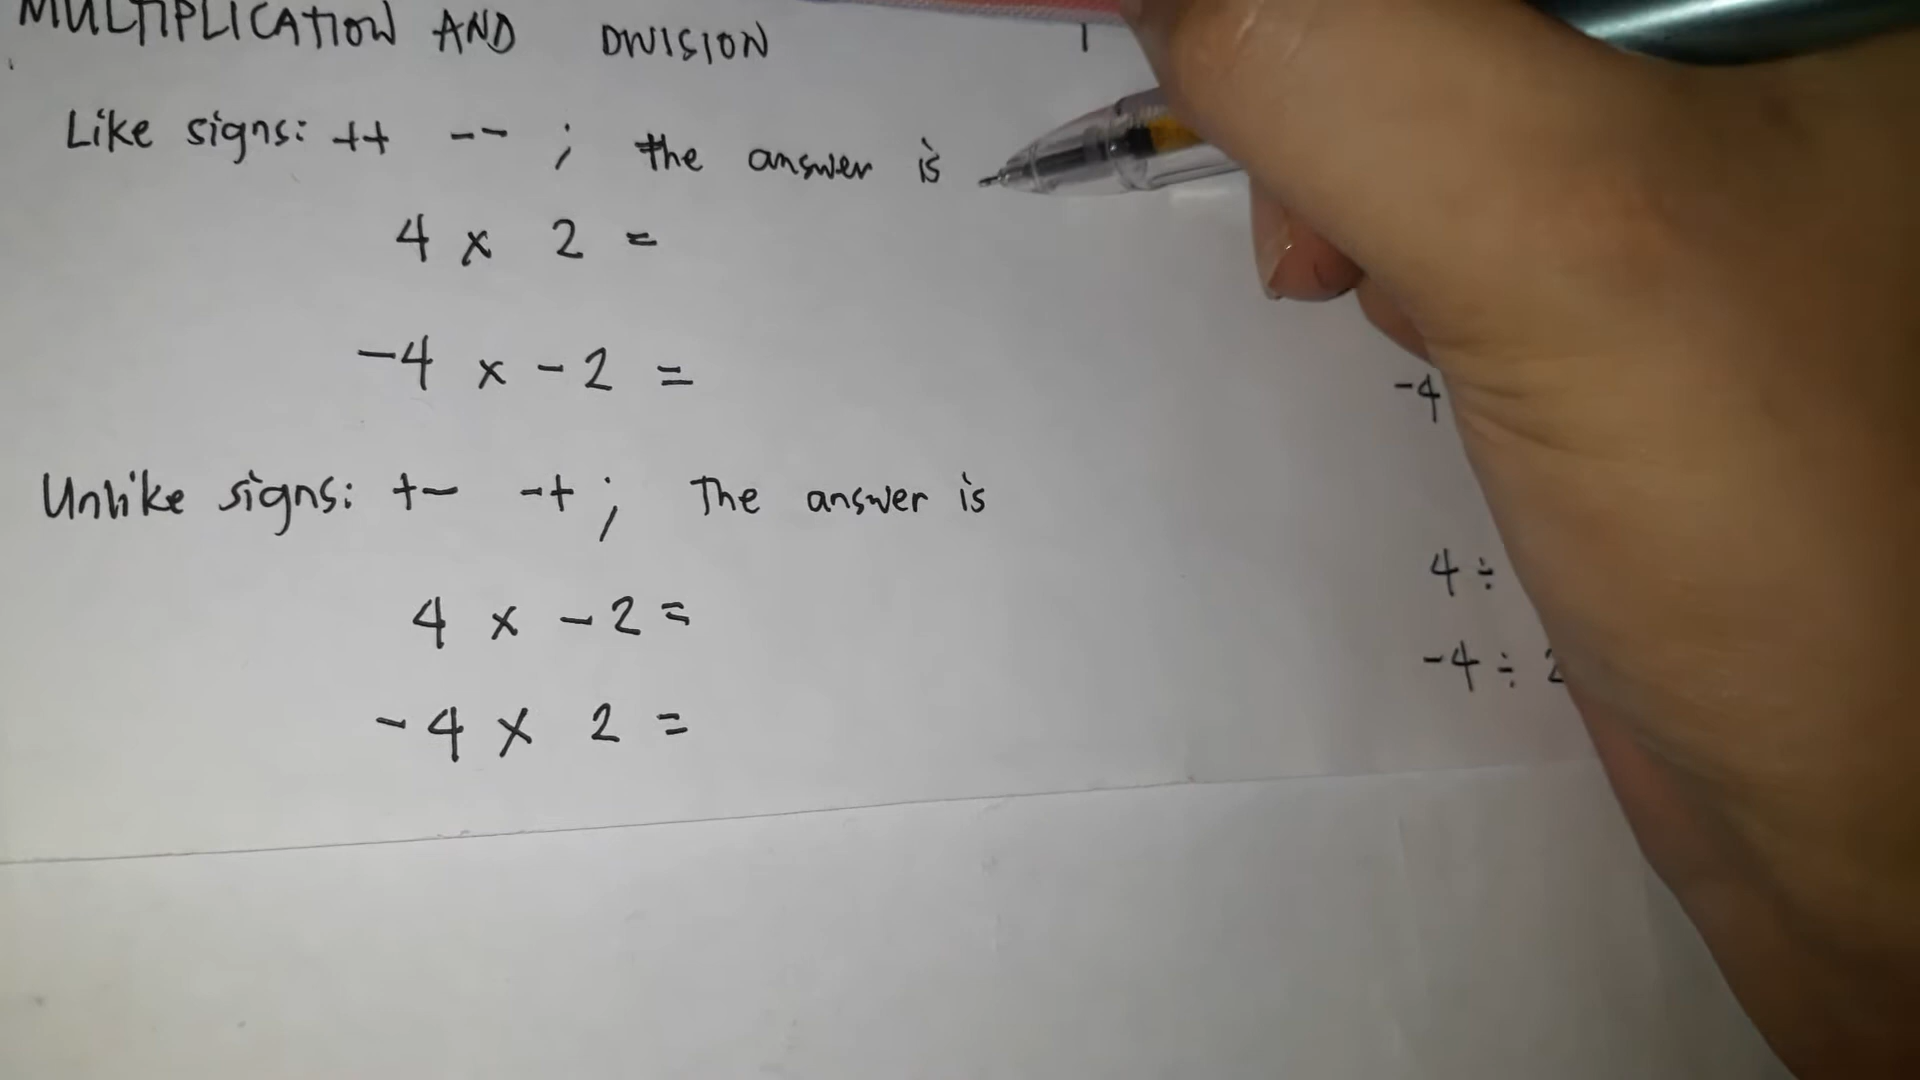 MULTIPLICATION AND DIVISION
Like signs: ++ -- ; the answer is
4 x 2 =
-4 x -2 =
Unlike signs: +- -+ ; The answer is
4 x -2 =
-4 x 2 =
-4
4 ÷
-4 ÷ 2